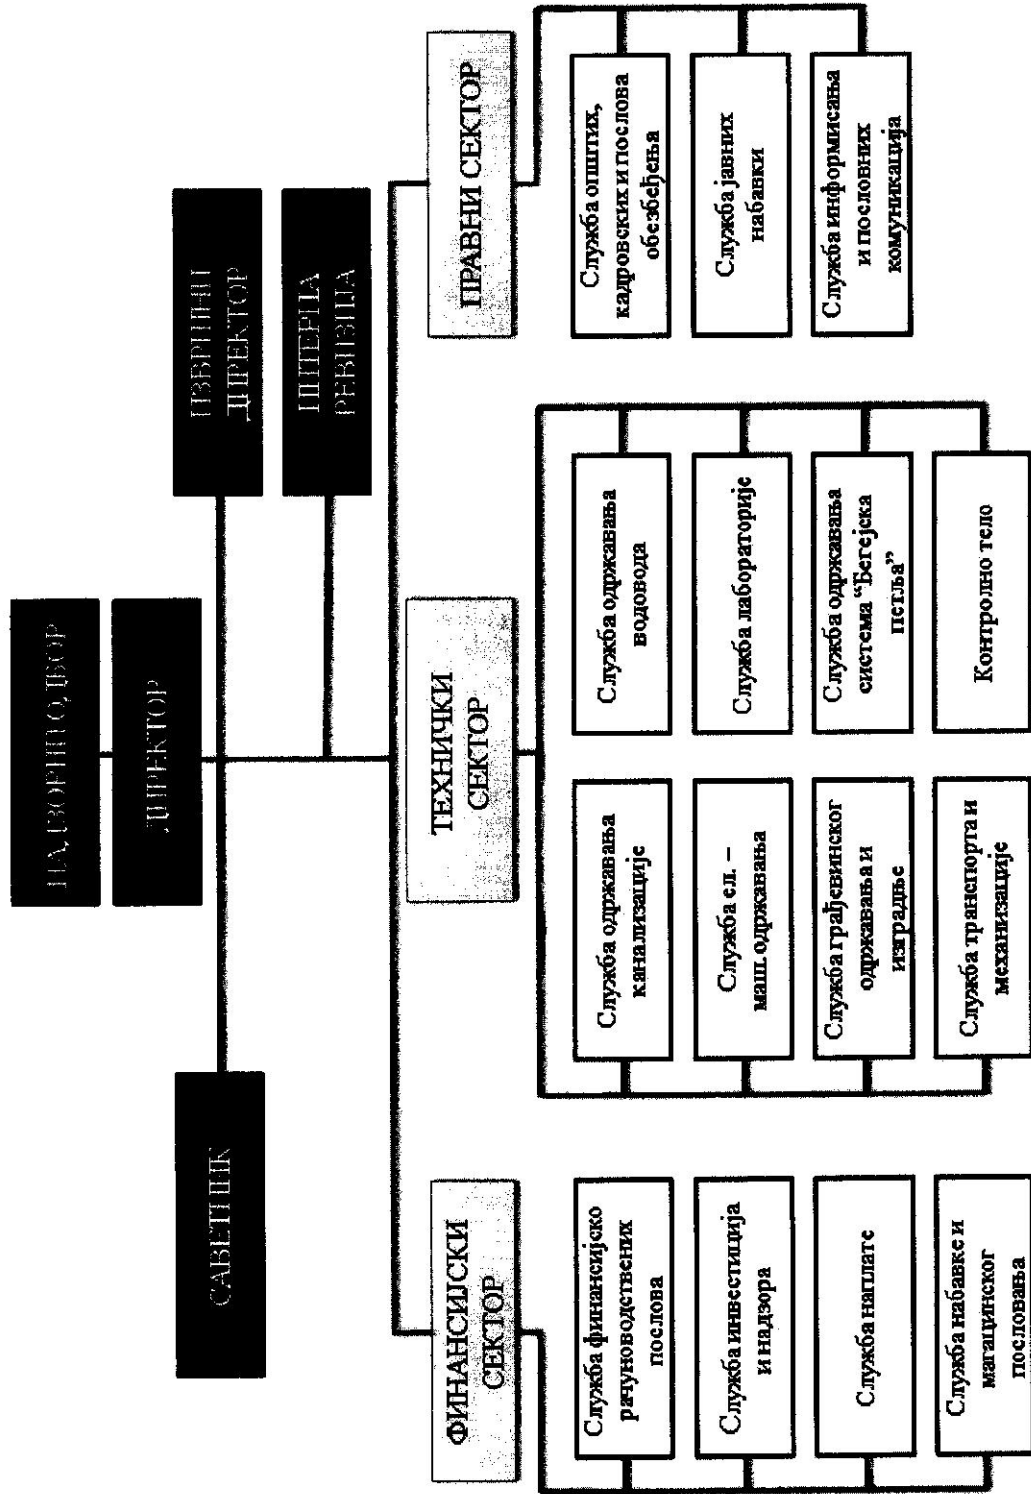 НАДЗОРНИ ОДБОР
ДИРЕКТОР
САВЕТНИК
ИЗВРШНИ
ДИРЕКТОР
ИНТЕРНА
РЕВИЗИЈА
ФИНАНСИЈСКИ
СЕКТОР
ТЕХНИЧКИ
СЕКТОР
ПРАВНИ СЕКТОР
Служба финансијско
рачуноводствених
послова
Служба инвестиција
и надзора
Служба наплате
Служба набавке и
магацинског
пословања
Служба одржавања
канализације
Служба ел. –
маш. одржавања
Служба грађевинског
одржавања и
изградње
Служба транспорта и
механизације
Служба одржавања
водовода
Служба лабораторије
Служба одржавања
система “Бегејска
петља”
Контролно тело
Служба општих,
кадровских и послова
обезбеђења
Служба јавних
набавки
Служба информисања
и пословних
комуникација